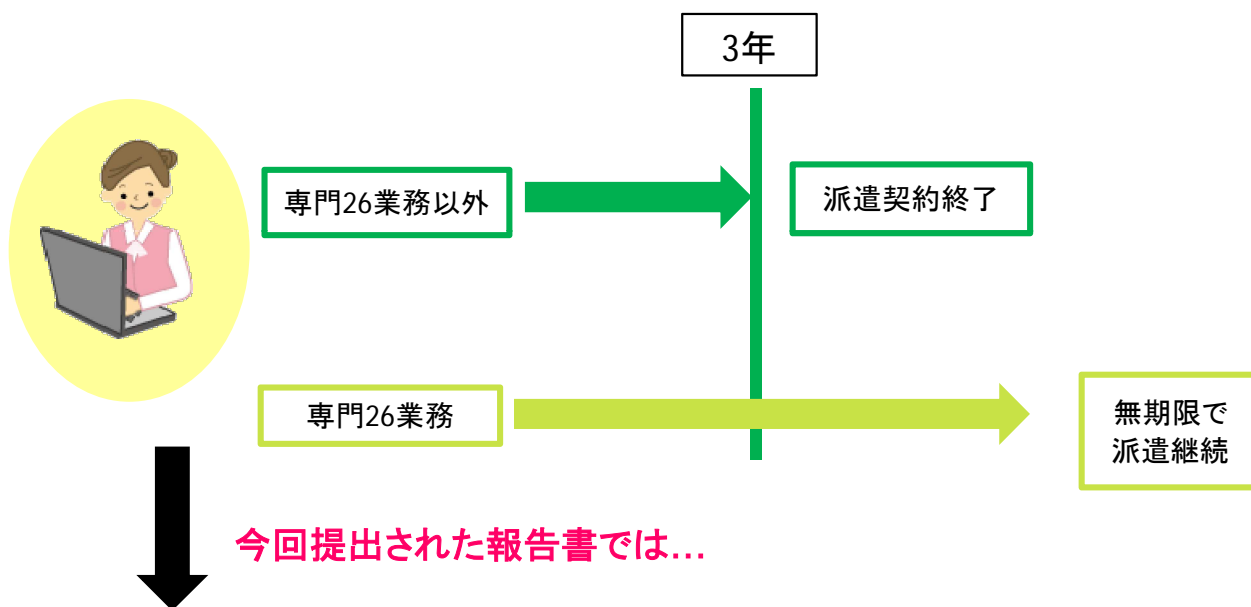 3年
専門26業務以外
派遣契約終了
専門26業務
無期限で
派遣継続
今回提出された報告書では…